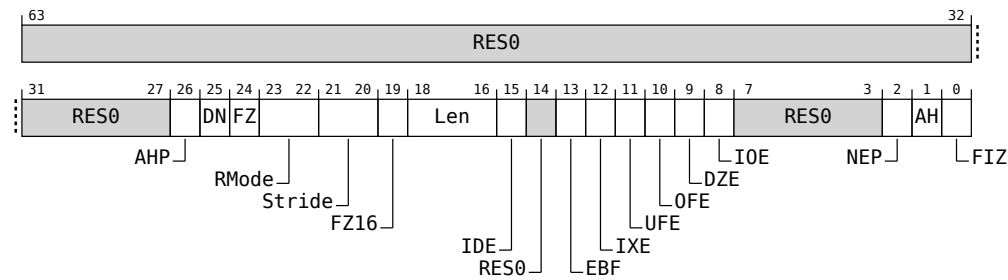 63 32
RES0
31 27 26 25 24 23 22 21 20 19 18 16 15 14 13 12 11 10 9 8 7 3 2 1 0
RES0 DN FZ Len RES0 AH
AHP IOE NEP FIZ
RMode DZE
Stride OFE
FZ16 UFE
IDE IXE
RES0 EBF